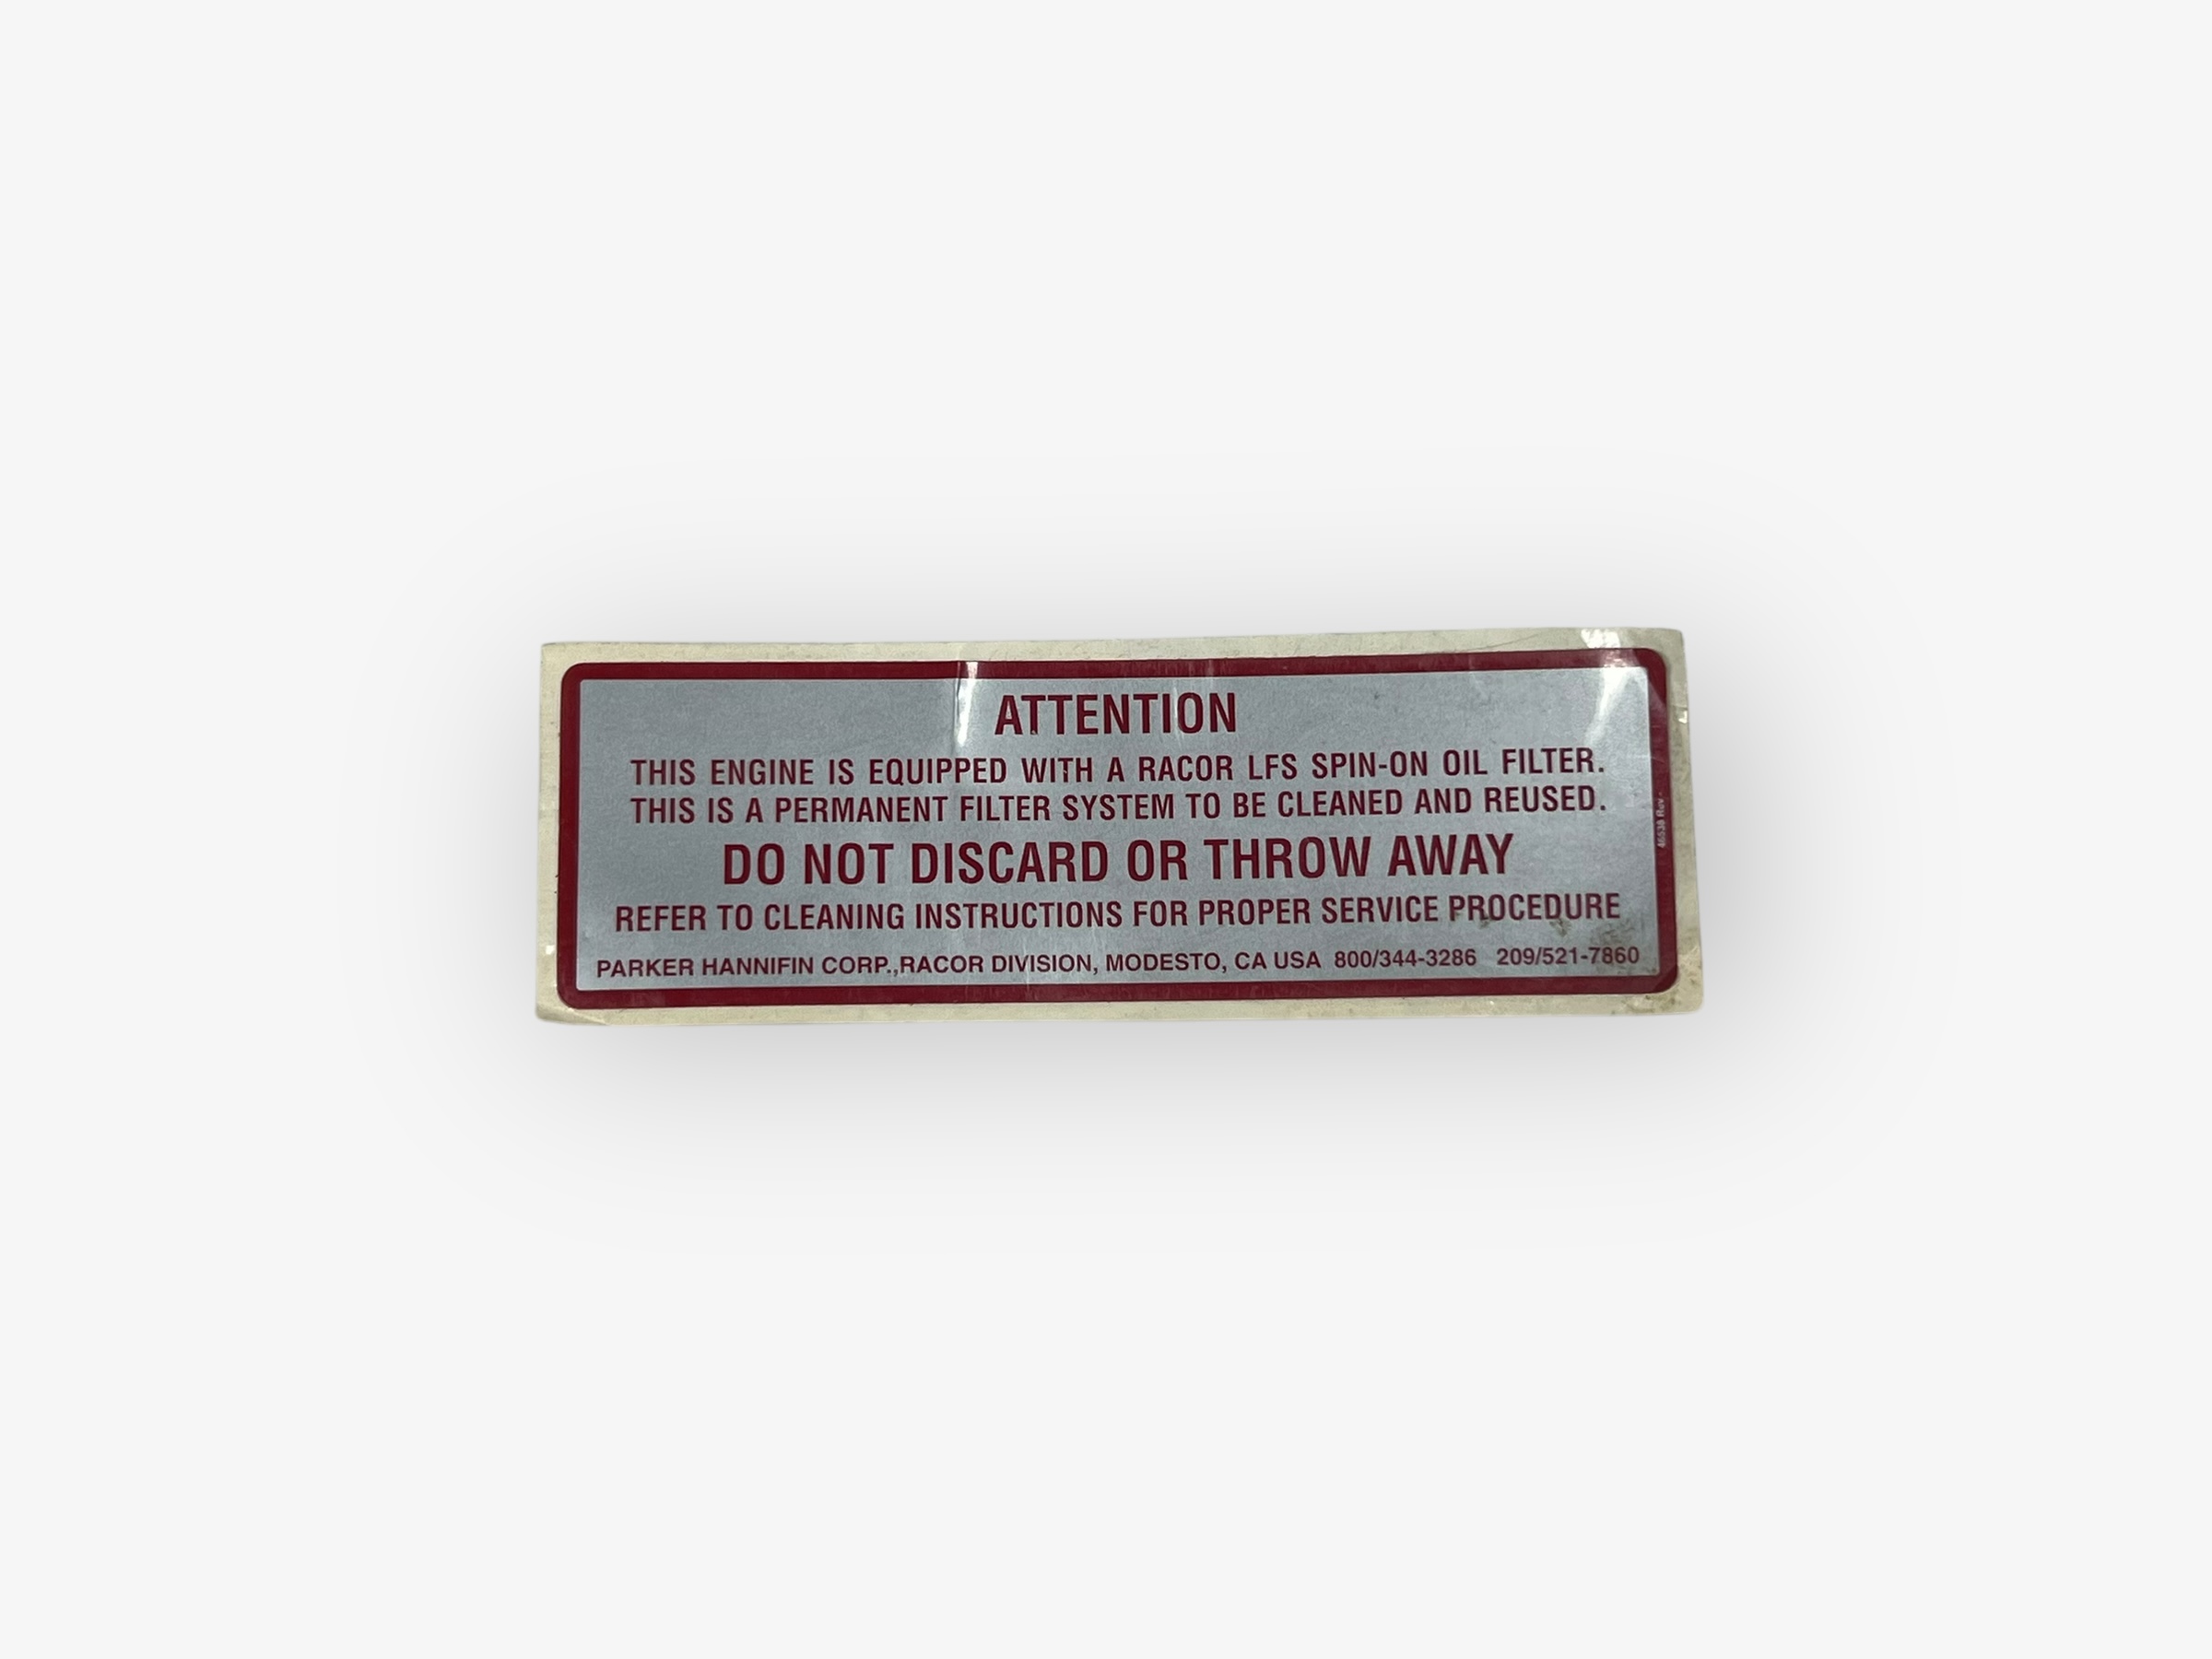 ATTENTION
THIS ENGINE IS EQUIPPED WITH A RACOR LFS SPIN-ON OIL FILTER.
THIS IS A PERMANENT FILTER SYSTEM TO BE CLEANED AND REUSED.
DO NOT DISCARD OR THROW AWAY
REFER TO CLEANING INSTRUCTIONS FOR PROPER SERVICE PROCEDURE
PARKER HANNIFIN CORP.,RACOR DIVISION, MODESTO, CA USA 800/344-3286 209/521-7860
Rev -